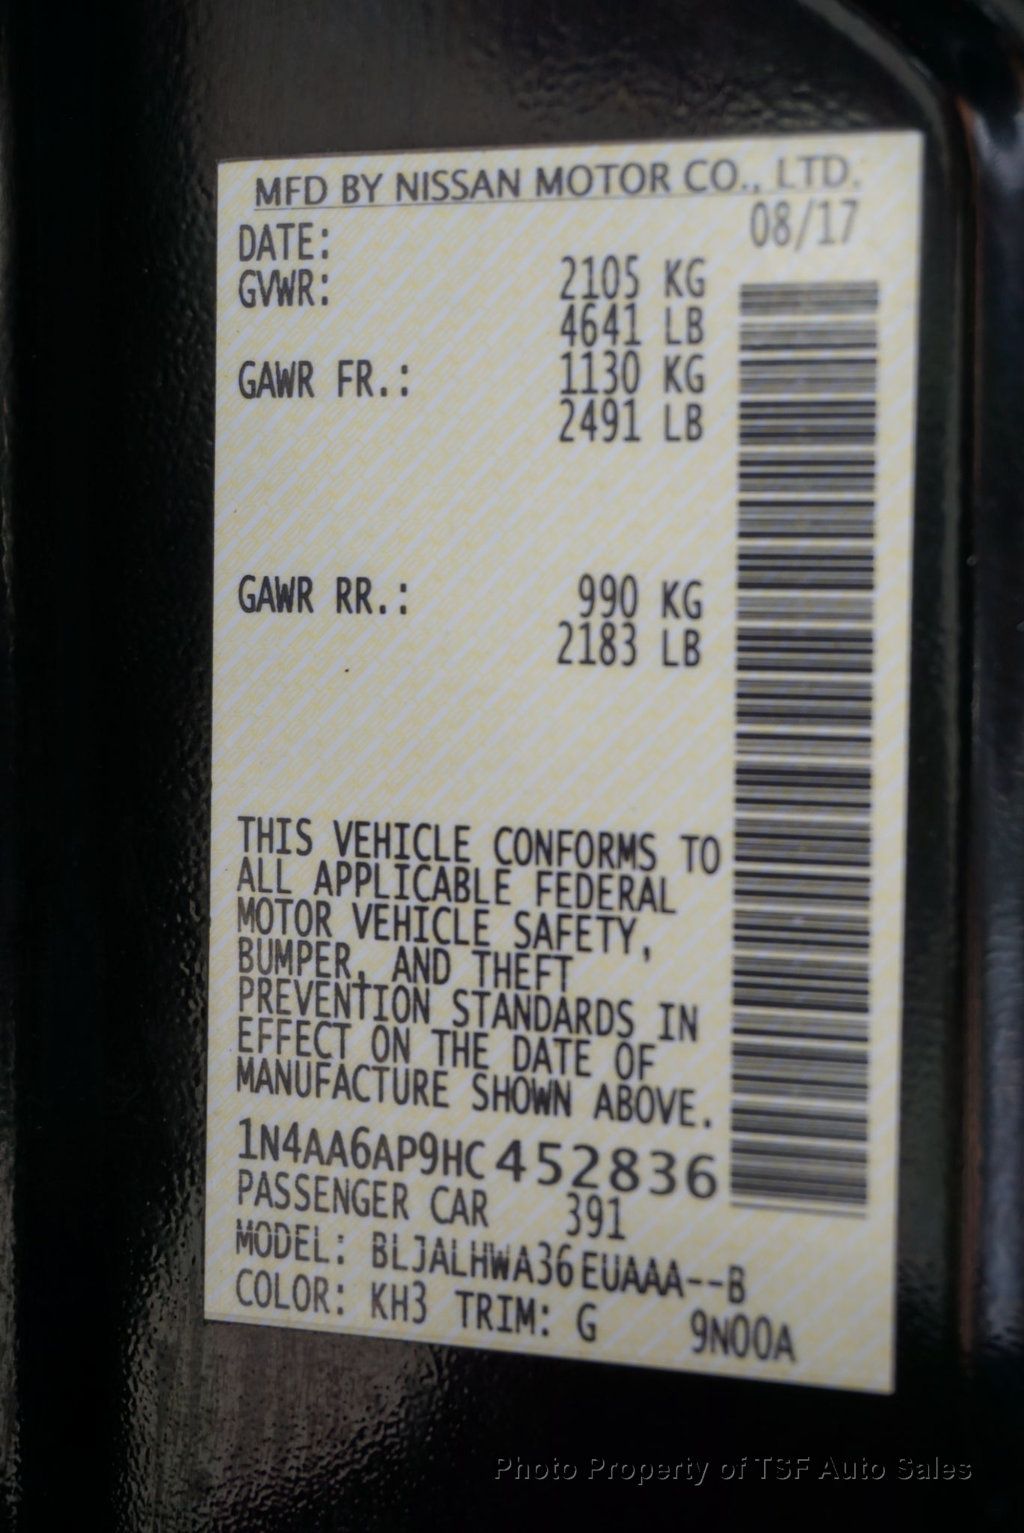 MFD BY NISSAN MOTOR CO., LTD.
DATE: 08/17
GVWR: 2105 KG
4641 LB
GAWR FR.: 1130 KG
2491 LB
GAWR RR.: 990 KG
2183 LB
THIS VEHICLE CONFORMS TO
ALL APPLICABLE FEDERAL
MOTOR VEHICLE SAFETY,
BUMPER, AND THEFT
PREVENTION STANDARDS IN
EFFECT ON THE DATE OF
MANUFACTURE SHOWN ABOVE.
1N4AA6AP9HC452836
PASSENGER CAR 391
MODEL: BLJALHWA36EUAAA--B
COLOR: KH3 TRIM: G 9N00A
Photo Property of TSF Auto Sales